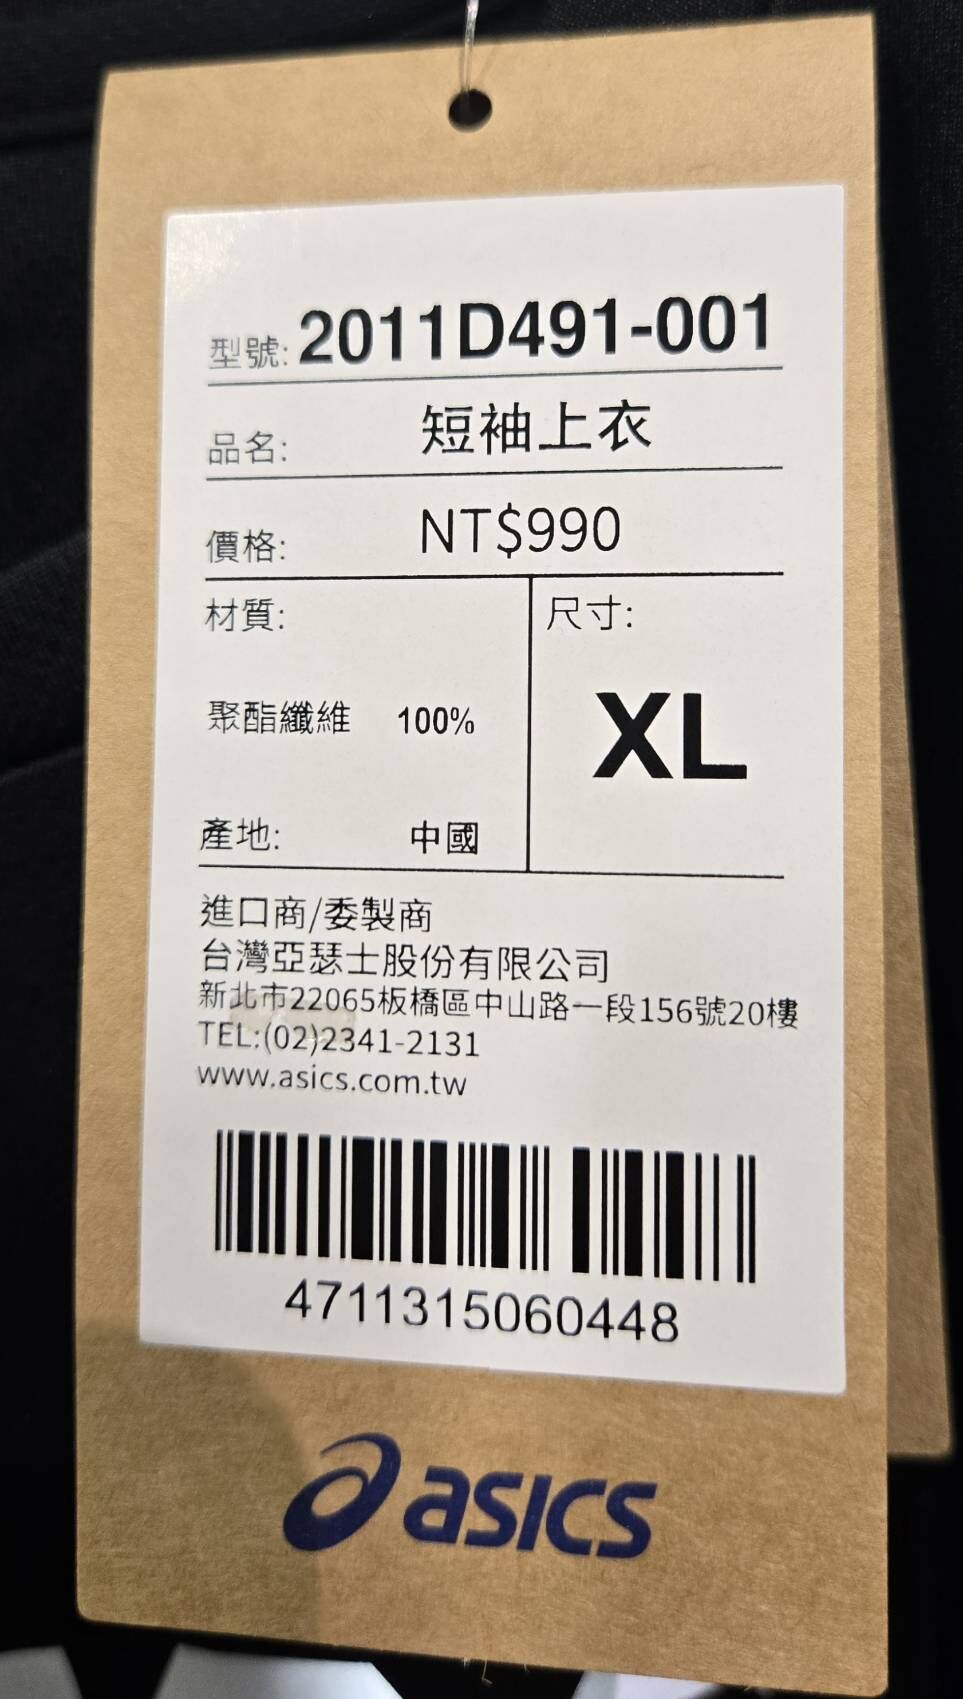 型號: 2011D491-001
品名: 短袖上衣
價格: NT$990
材質:
聚酯纖維 100%
產地: 中國
尺寸:
XL
進口商/委製商
台灣亞瑟士股份有限公司
新北市22065板橋區中山路一段156號20樓
TEL:(02)2341-2131
www.asics.com.tw
4711315060448
asics